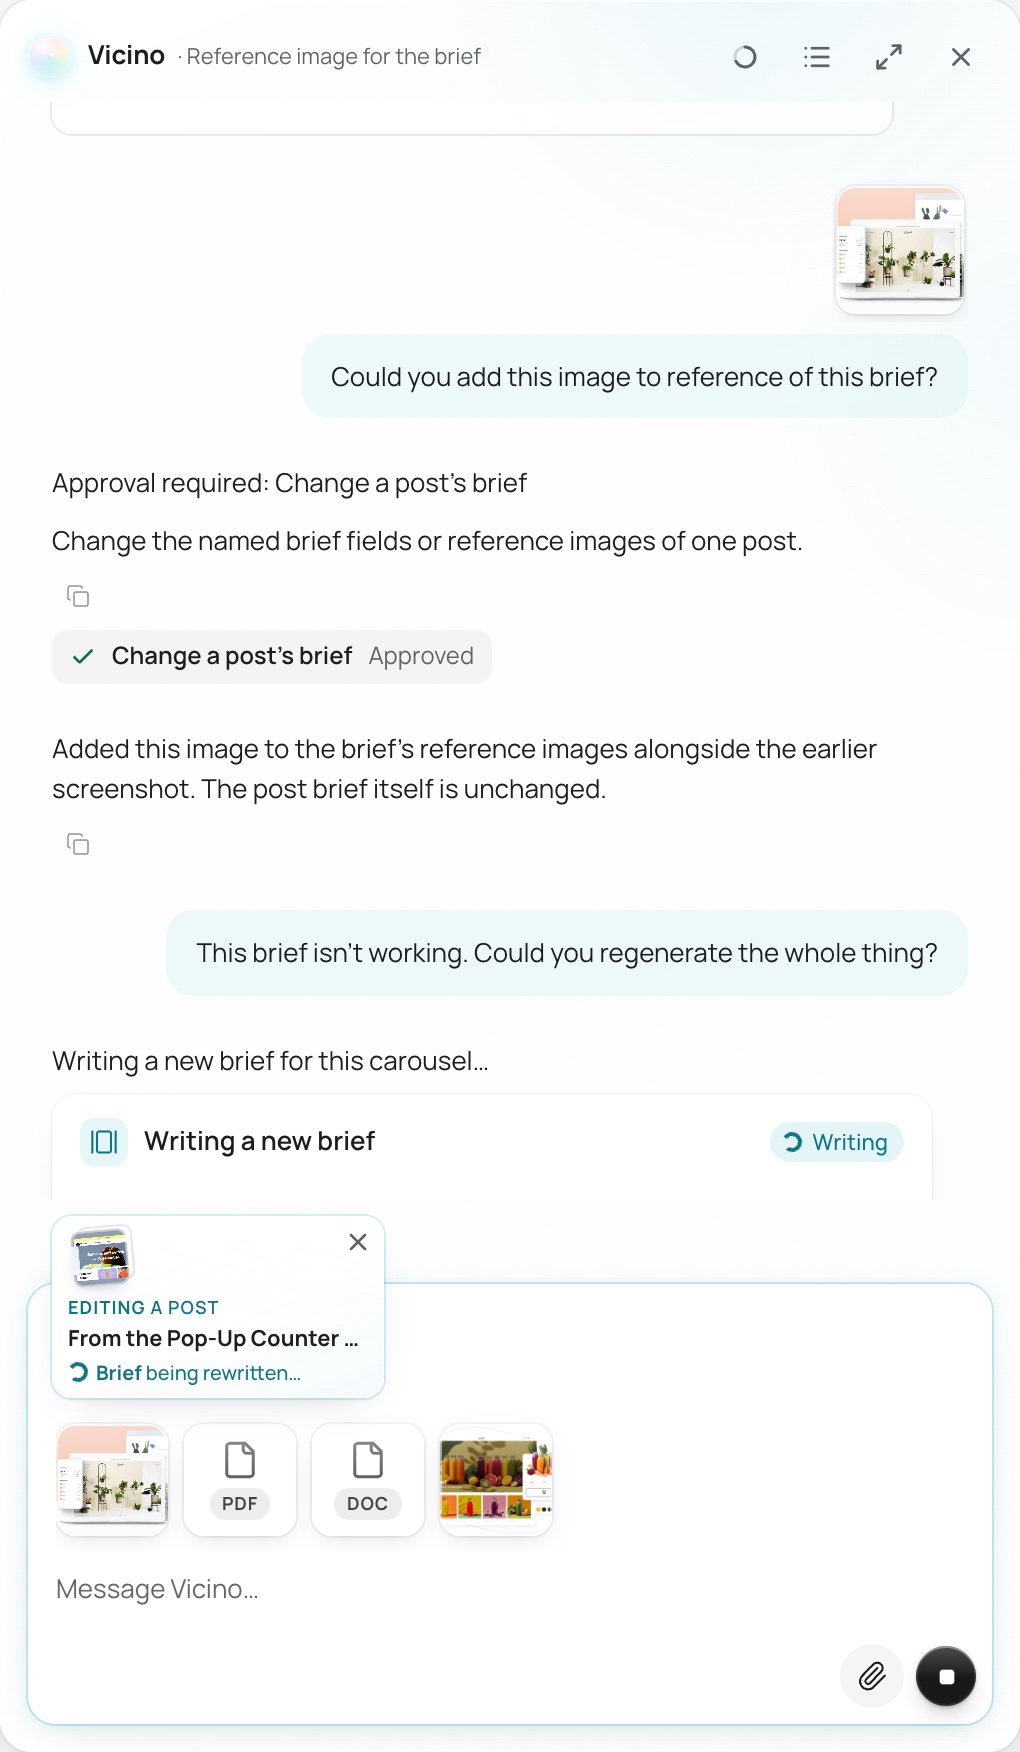 Vicino · Reference image for the brief
Could you add this image to reference of this brief?
Approval required: Change a post’s brief
Change the named brief fields or reference images of one post.
Change a post’s brief Approved
Added this image to the brief’s reference images alongside the earlier
screenshot. The post brief itself is unchanged.
This brief isn’t working. Could you regenerate the whole thing?
Writing a new brief for this carousel…
Writing a new brief Writing
EDITING A POST
From the Pop-Up Counter …
Brief being rewritten…
PDF DOC
Message Vicino…